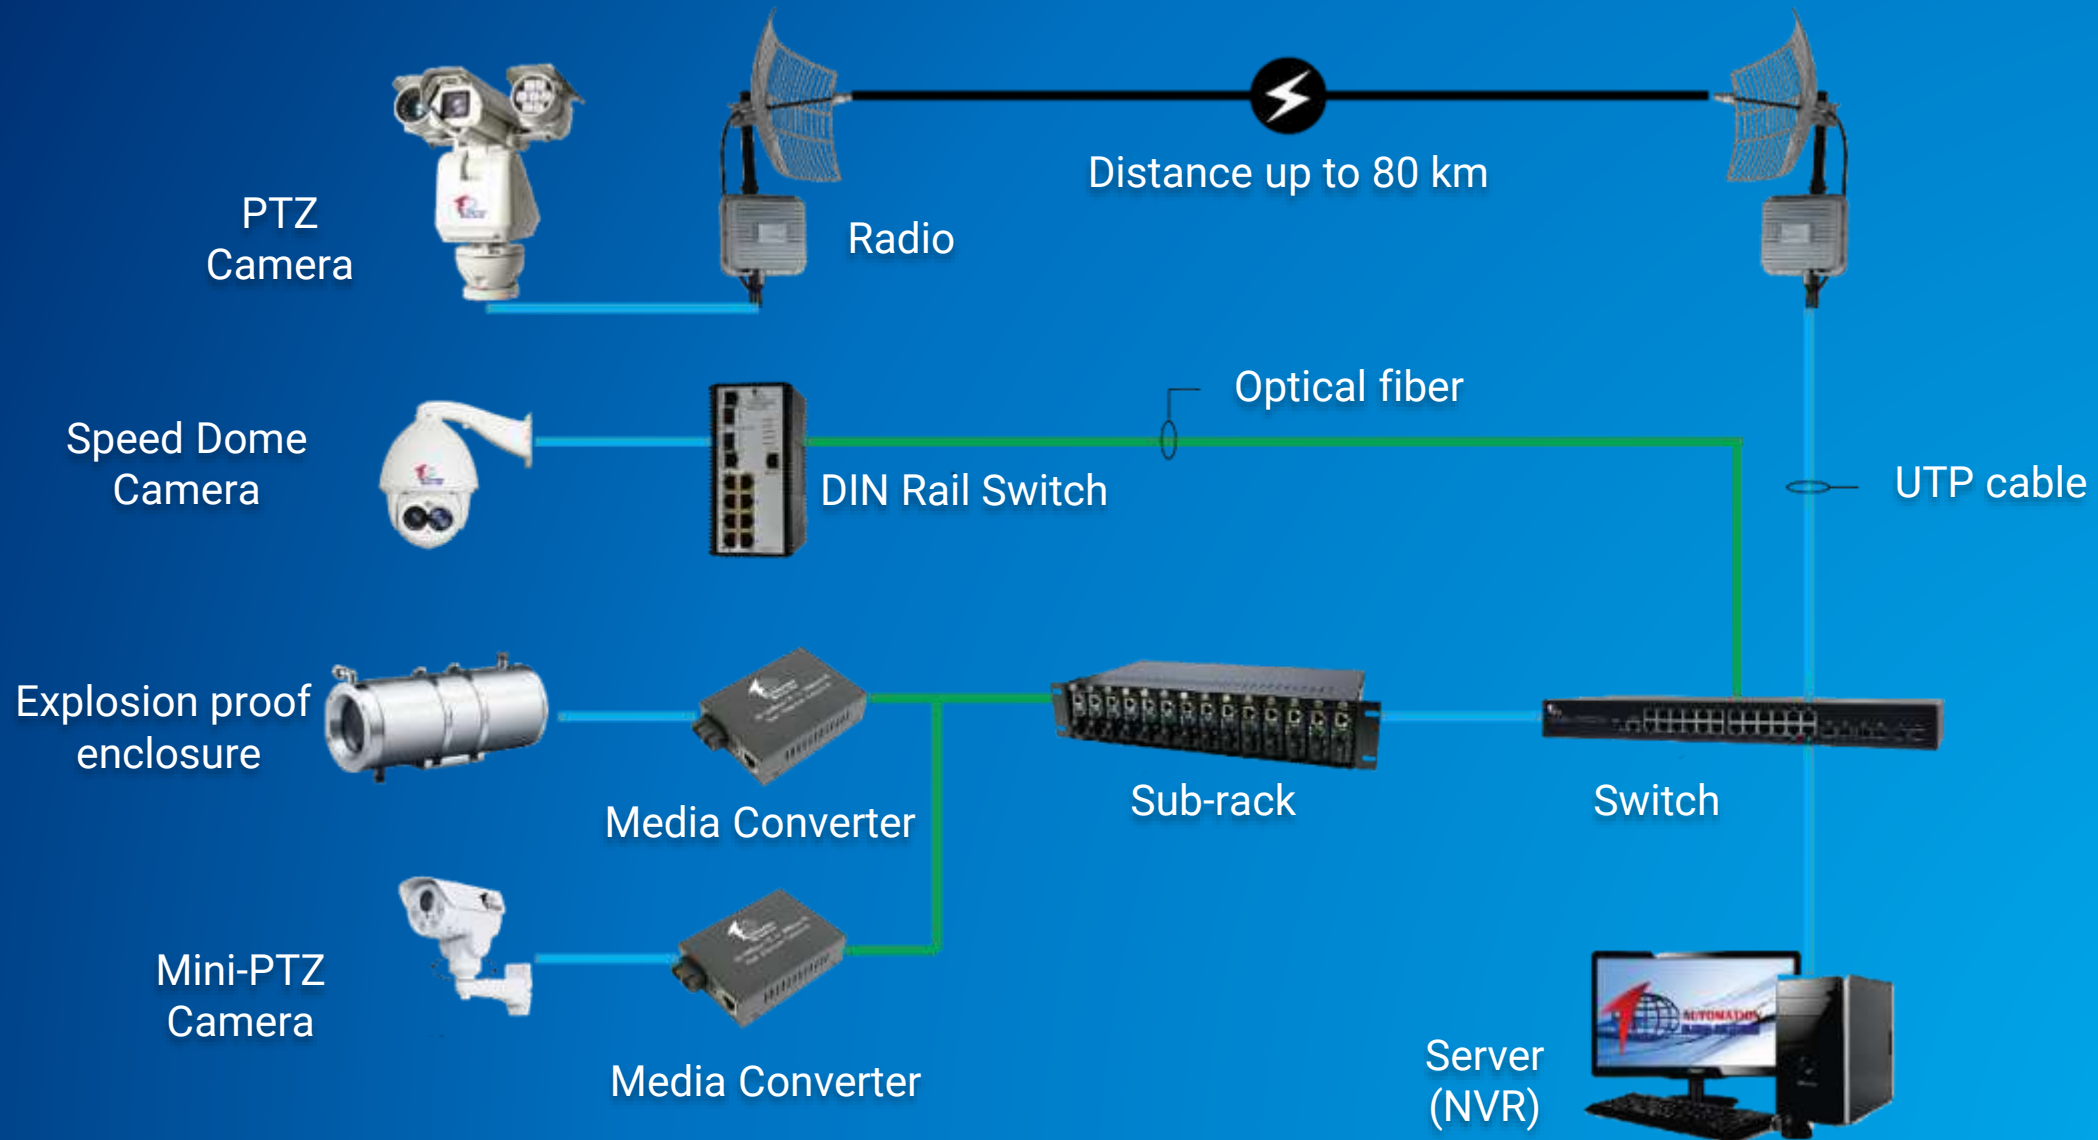 Distance up to 80 km
PTZ
Camera
Radio
Optical fiber
Speed Dome
Camera
DIN Rail Switch
UTP cable
Explosion proof
enclosure
Media Converter
Sub-rack
Switch
Mini-PTZ
Camera
Media Converter
AUTOMATION
Server
(NVR)